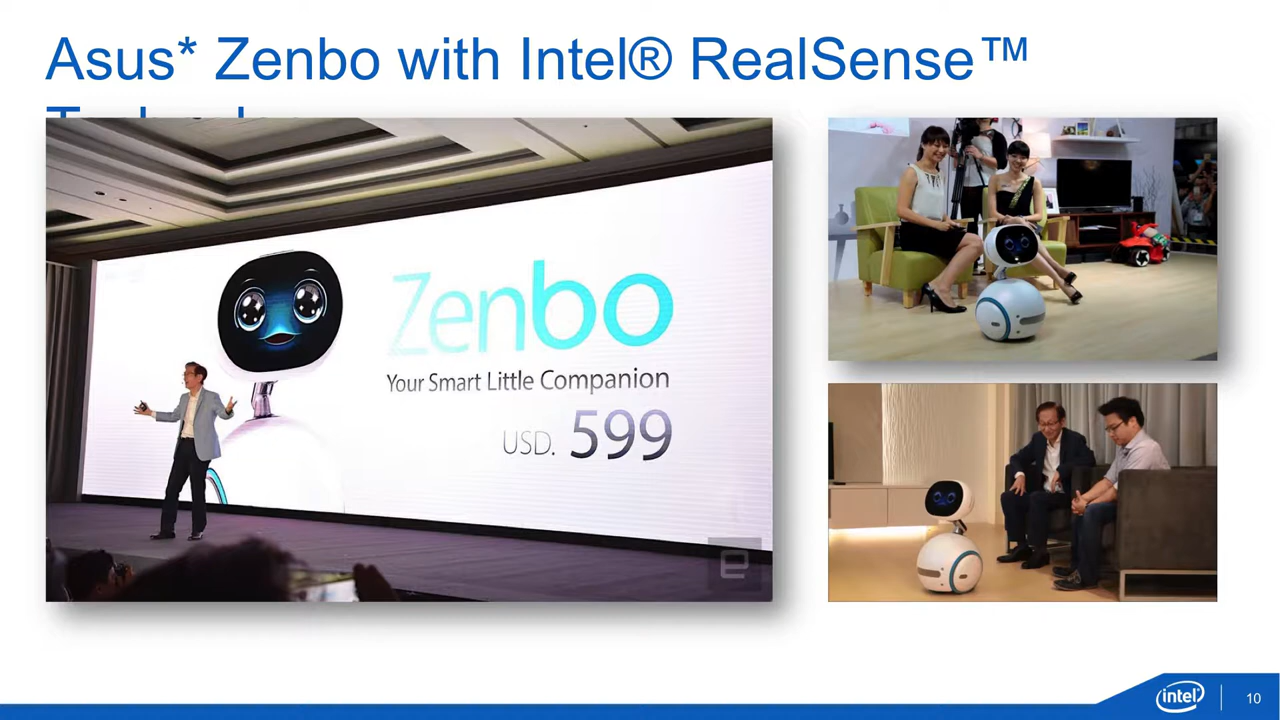 Asus* Zenbo with Intel® RealSense™
Zenbo
Your Smart Little Companion
USD. 599
e
intel
10